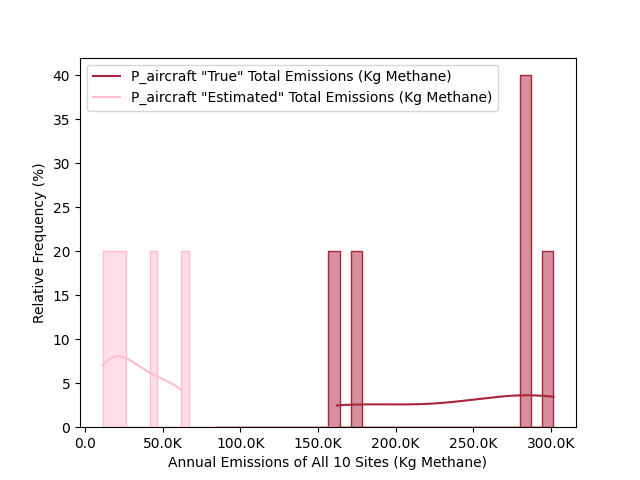 P_aircraft "True" Total Emissions (Kg Methane)
P_aircraft "Estimated" Total Emissions (Kg Methane)
40
35
30
25
20
15
10
5
0
Relative Frequency (%)
0.0 50.0K 100.0K 150.0K 200.0K 250.0K 300.0K
Annual Emissions of All 10 Sites (Kg Methane)